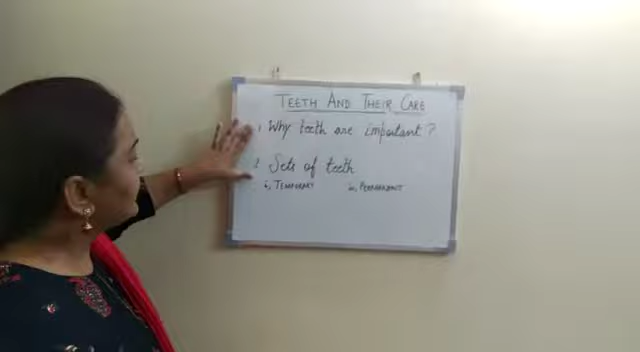 TEETH AND THEIR CARE
1 Why teeth are important ?
2 Sets of teeth
i, TEMPORARY ii, PERMANENT